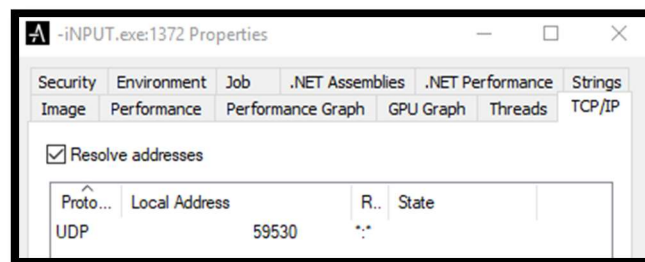 -iNPUT.exe:1372 Properties
Security Environment Job .NET Assemblies .NET Performance Strings
Image Performance Performance Graph GPU Graph Threads TCP/IP
Resolve addresses
Proto... Local Address R.. State
UDP 59530 *:*